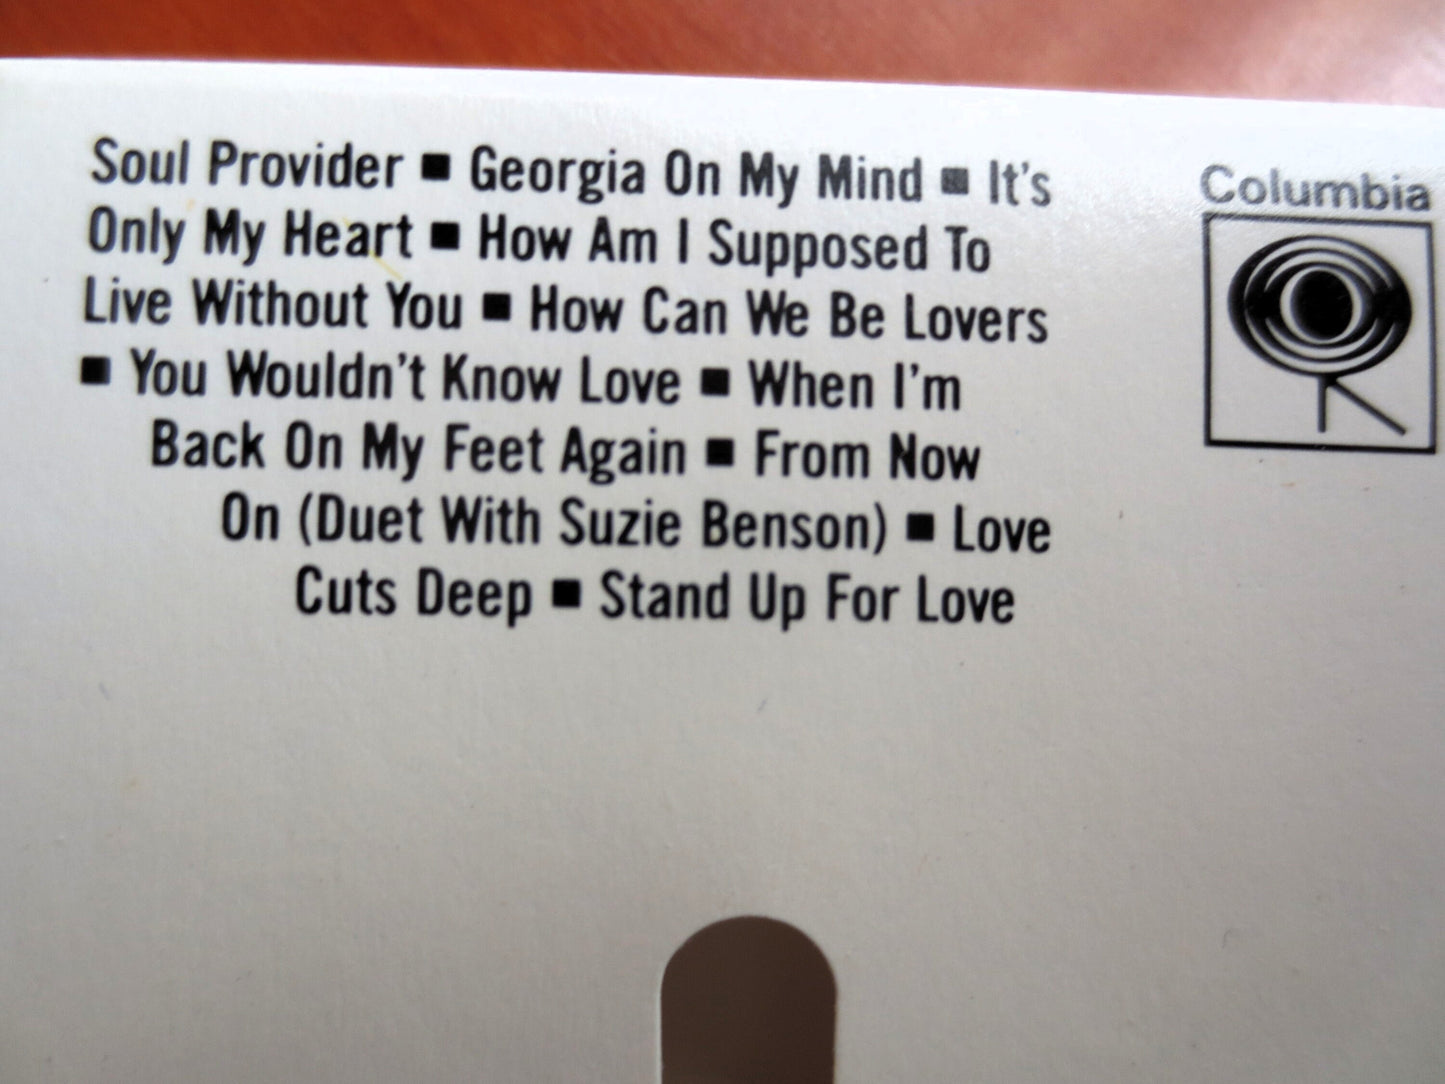 Soul Provider ■ Georgia On My Mind ■ It's
Only My Heart ■ How Am I Supposed To
Live Without You ■ How Can We Be Lovers
■ You Wouldn't Know Love ■ When I'm
Back On My Feet Again ■ From Now
On (Duet With Suzie Benson) ■ Love
Cuts Deep ■ Stand Up For Love
Columbia